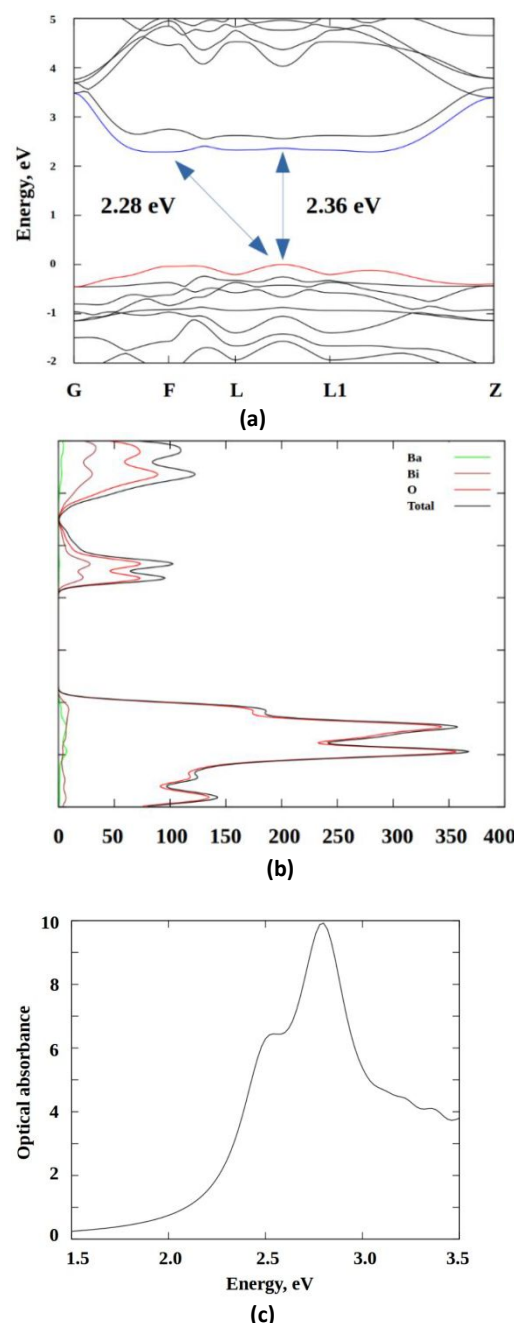 5
4
3
2
1
0
-1
-2
Energy, eV
2.28 eV
2.36 eV
G F L L1 Z
(a)
Ba
Bi
O
Total
0 50 100 150 200 250 300 350 400
(b)
10
8
6
4
2
0
Optical absorbance
1.5 2.0 2.5 3.0 3.5
Energy, eV
(c)